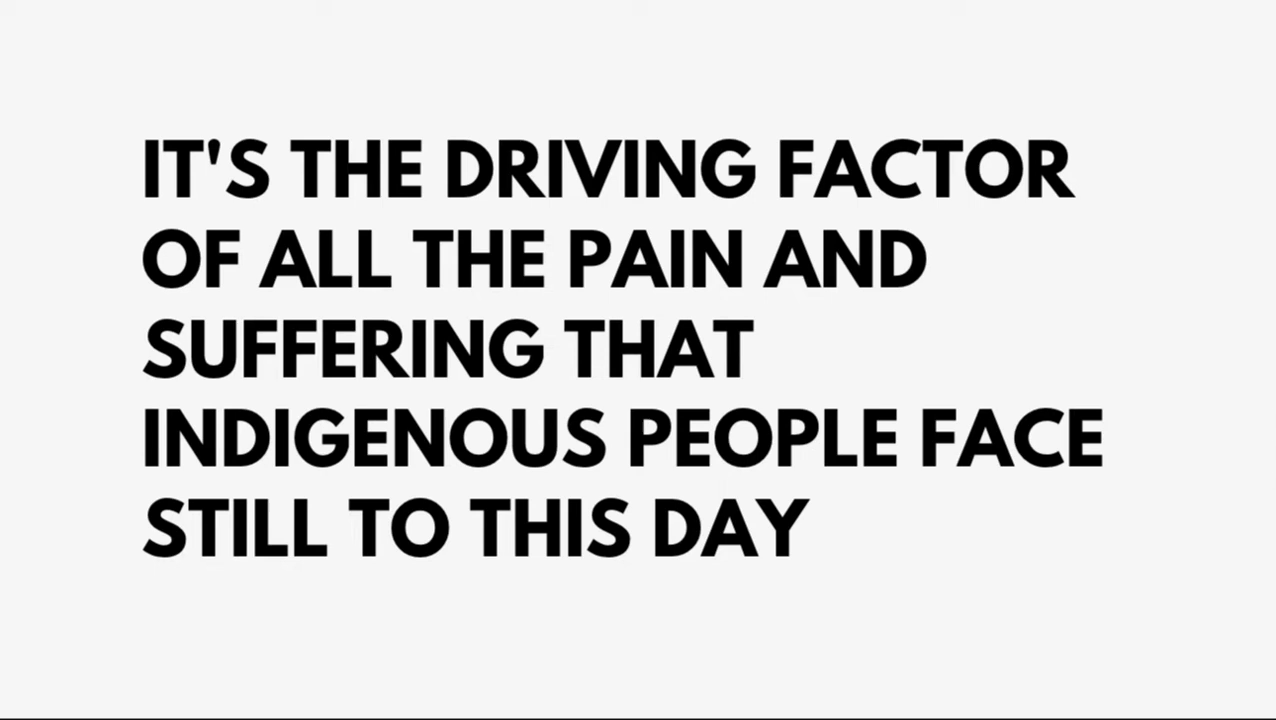 IT'S THE DRIVING FACTOR
OF ALL THE PAIN AND
SUFFERING THAT
INDIGENOUS PEOPLE FACE
STILL TO THIS DAY